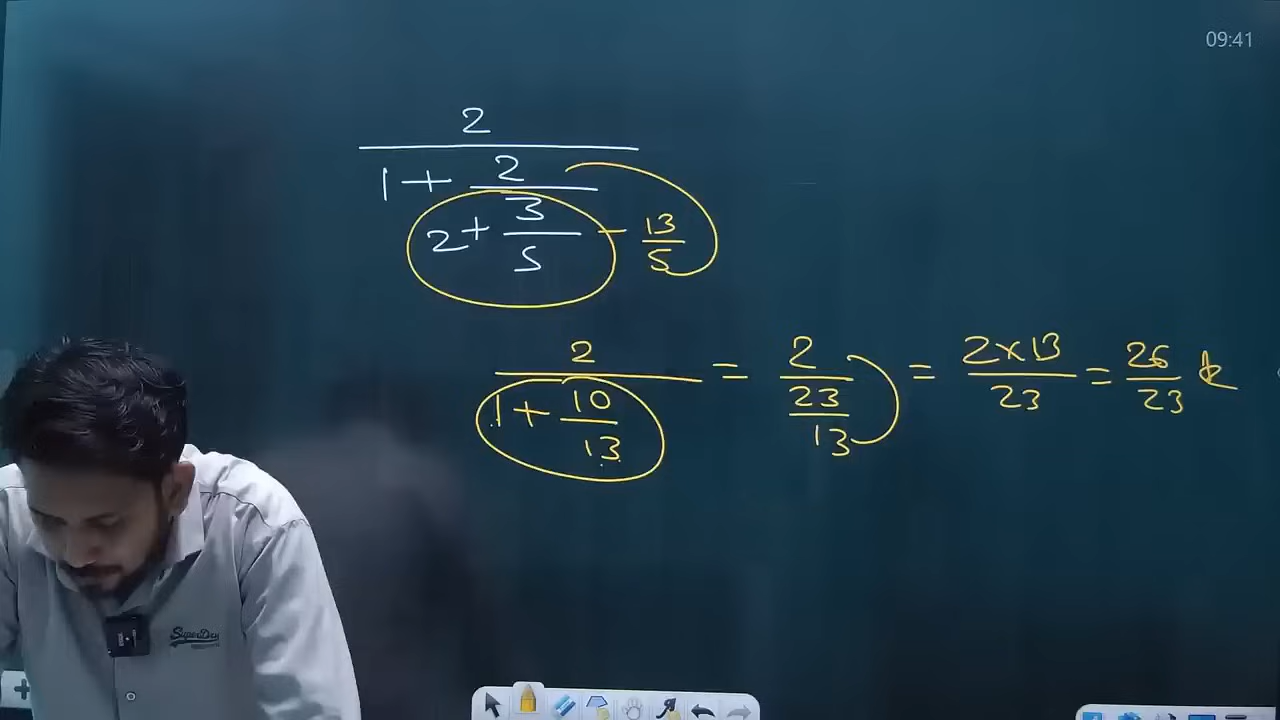 09:41
2
1 + 2
2 + 3
5
13
5
2
1 + 10
13
= 2
23
13
= 2 × 13
23
= 26
23
SuperDry